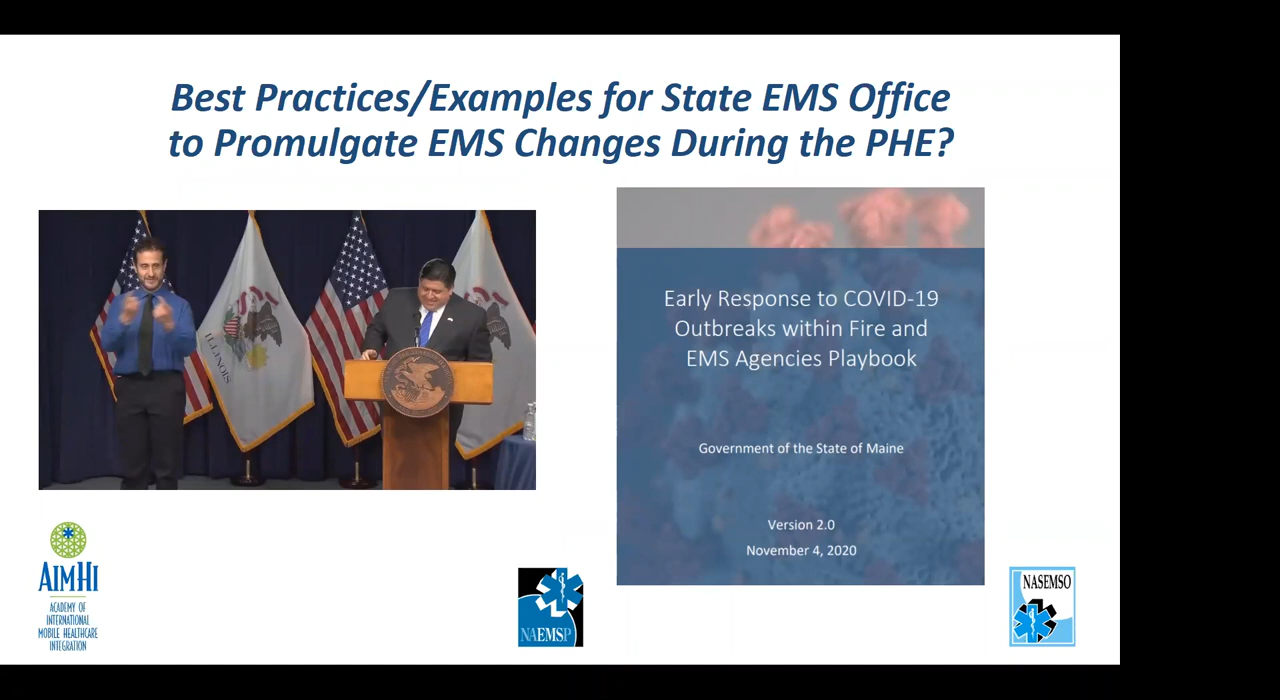 Best Practices/Examples for State EMS Office
to Promulgate EMS Changes During the PHE?
ILLINOIS
Early Response to COVID-19
Outbreaks within Fire and
EMS Agencies Playbook
Government of the State of Maine
Version 2.0
November 4, 2020
AIMHI
ACADEMY OF
INTERNATIONAL
MOBILE HEALTHCARE
INTEGRATION
NAEMSP
NASEMSO